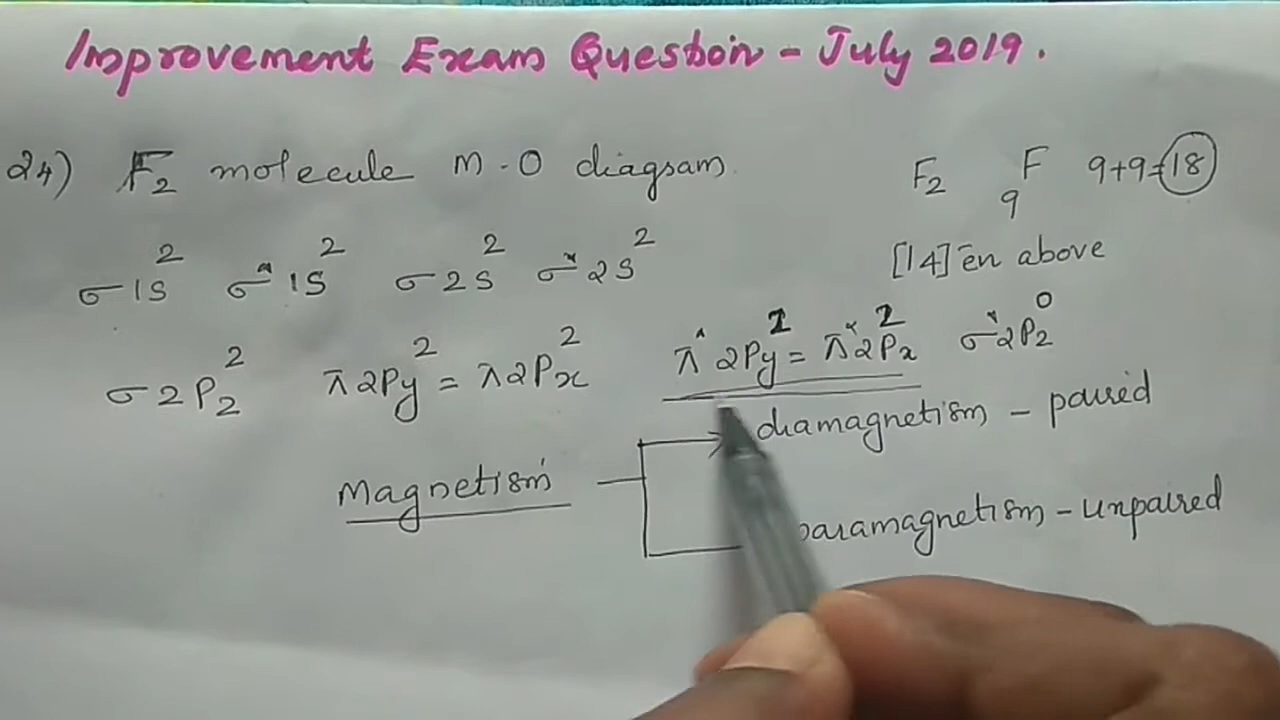 Improvement Exam Question - July 2019.
24) F₂ molecule M.O diagram
F₂ ₉F 9+9=18
[14] ēn above
σ1s² σ*1s² σ2s² σ*2s²
σ2Pz² π2Py² = π2Px² π*2Py² = π*2Px² σ*2Pz⁰
Magnetism
diamagnetism - paired
paramagnetism - unpaired